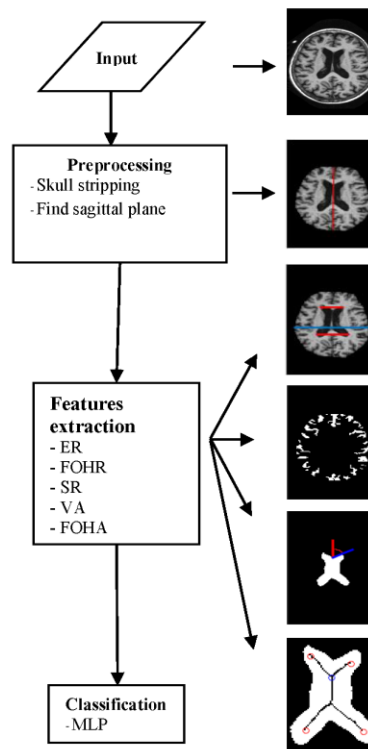 Input
Preprocessing
- Skull stripping
- Find sagittal plane
Features
extraction
- ER
- FOHR
- SR
- VA
- FOHA
Classification
-MLP